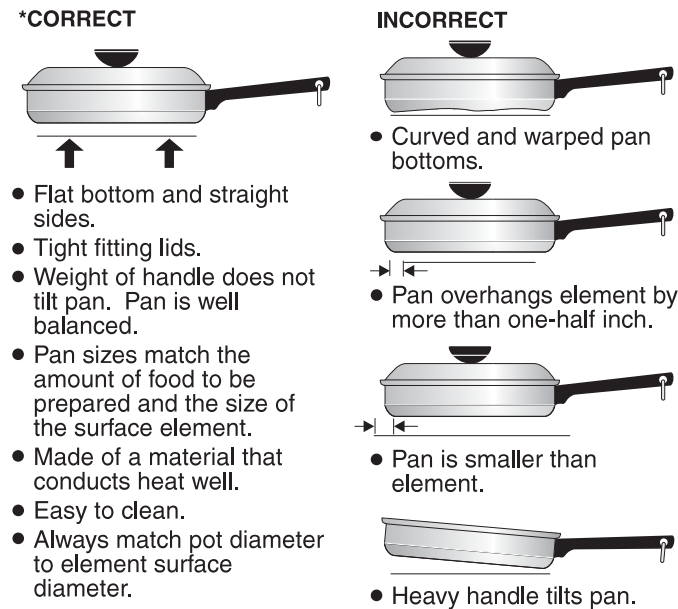 *CORRECT
● Flat bottom and straight
sides.
● Tight fitting lids.
● Weight of handle does not
tilt pan.  Pan is well
balanced.
● Pan sizes match the
amount of food to be
prepared and the size of
the surface element.
● Made of a material that
conducts heat well.
● Easy to clean.
● Always match pot diameter
to element surface
diameter.
INCORRECT
● Curved and warped pan
bottoms.
● Pan overhangs element by
more than one-half inch.
● Pan is smaller than
element.
● Heavy handle tilts pan.